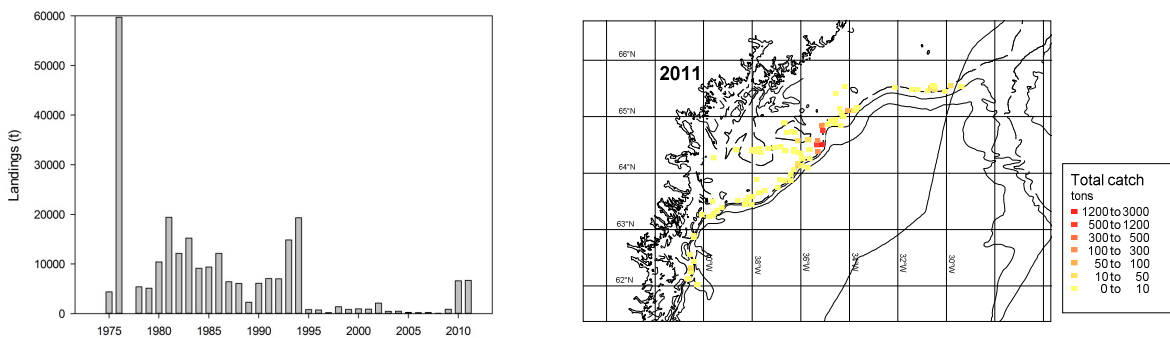 Landings (t)
60000
50000
40000
30000
20000
10000
0
1975
1980
1985
1990
1995
2000
2005
2010
2011
66°N
65°N
64°N
63°N
62°N
38°W
36°W
32°W
30°W
Total catch
tons
1200 to 3000
500 to 1200
300 to 500
100 to 300
50 to 100
10 to 50
0 to 10